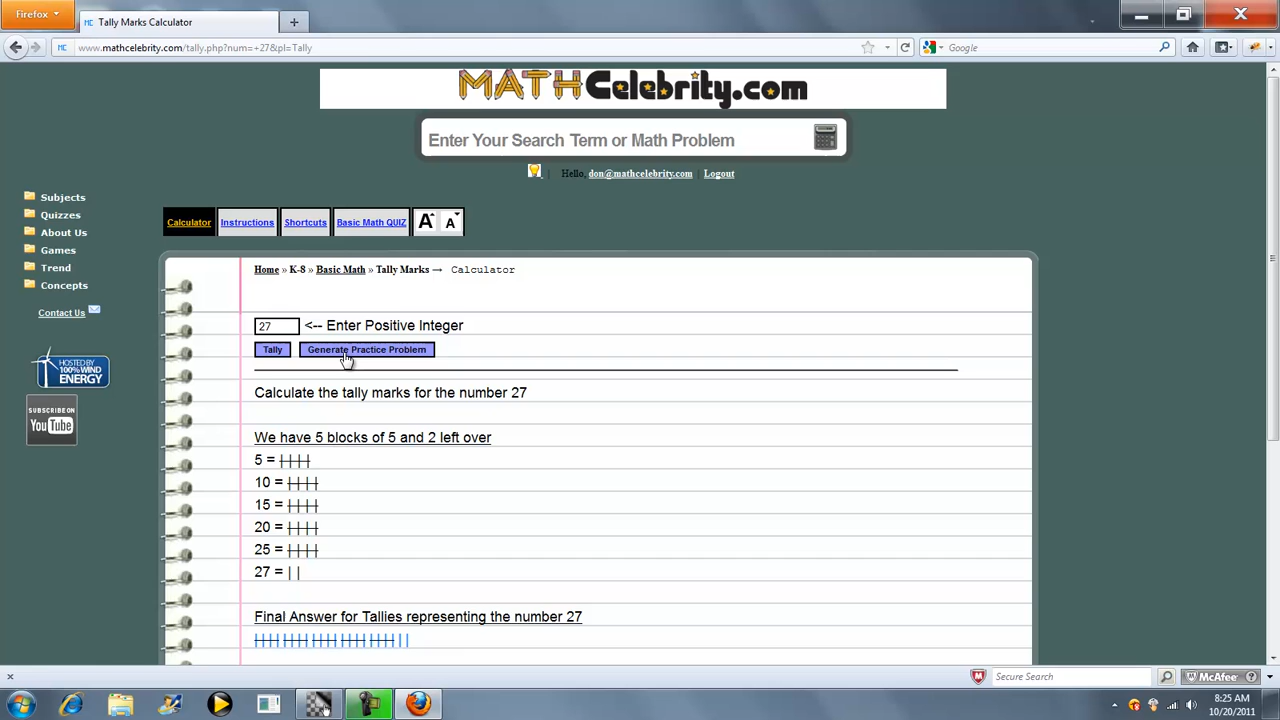 Firefox
MC Tally Marks Calculator
MC www.mathcelebrity.com/tally.php?num=+27&pl=Tally
Google
MATHCelebrity.com
Enter Your Search Term or Math Problem
| Hello, don@mathcelebrity.com | Logout
Subjects
Quizzes
About Us
Games
Trend
Concepts
Contact Us
HOSTED BY
100% WIND
ENERGY
SUBSCRIBE ON
YouTube
Calculator Instructions Shortcuts Basic Math QUIZ A A
Home » K-8 » Basic Math » Tally Marks → Calculator
27 <-- Enter Positive Integer
Tally Generate Practice Problem
Calculate the tally marks for the number 27
We have 5 blocks of 5 and 2 left over
5 = ++++
10 = ++++
15 = ++++
20 = ++++
25 = ++++
27 = | |
Final Answer for Tallies representing the number 27
++++ ++++ ++++ ++++ ++++ | |
Secure Search
McAfee
8:25 AM
10/20/2011